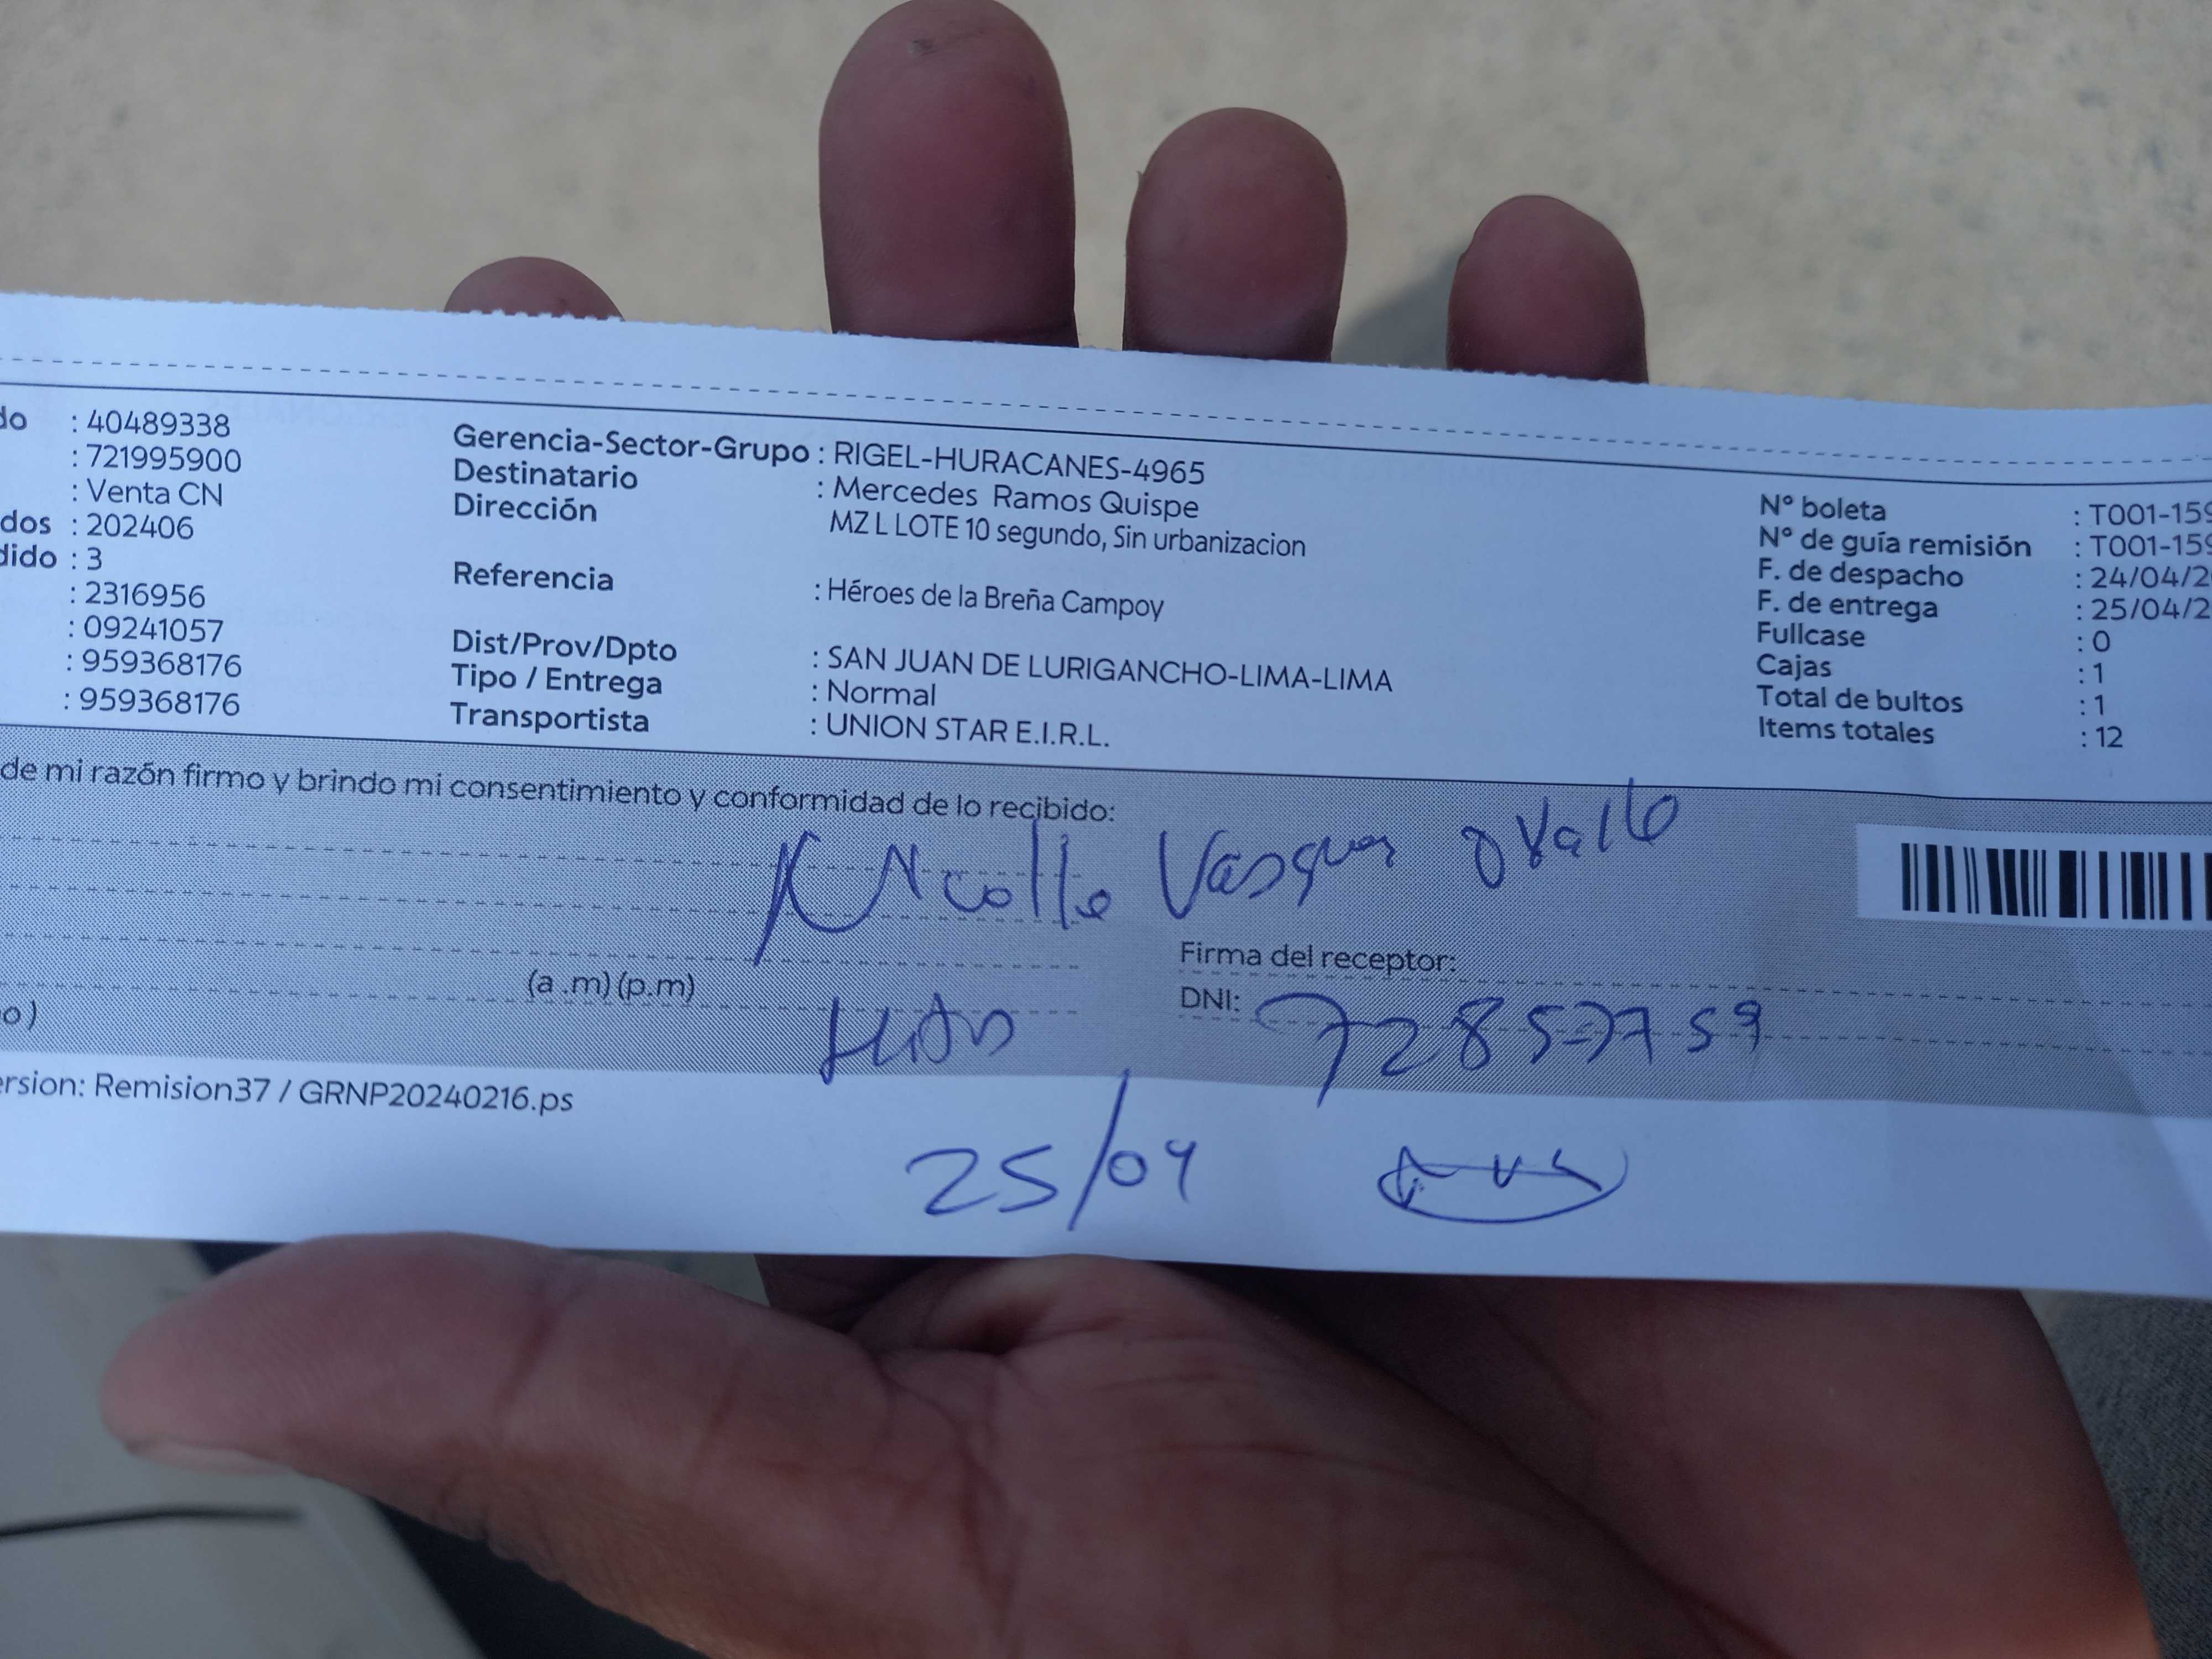 do : 40489338
: 721995900
: Venta CN
dos : 202406
dido : 3
: 2316956
: 09241057
: 959368176
: 959368176
Gerencia-Sector-Grupo : RIGEL-HURACANES-4965
Destinatario : Mercedes Ramos Quispe
Dirección MZ L LOTE 10 segundo, Sin urbanizacion
Referencia : Héroes de la Breña Campoy
Dist/Prov/Dpto : SAN JUAN DE LURIGANCHO-LIMA-LIMA
Tipo / Entrega : Normal
Transportista : UNION STAR E.I.R.L.
Nº boleta : T001-159
Nº de guía remisión : T001-159
F. de despacho : 24/04/2
F. de entrega : 25/04/2
Fullcase : 0
Cajas : 1
Total de bultos : 1
Items totales : 12
de mi razón firmo y brindo mi consentimiento y conformidad de lo recibido:
Nicolle Vasquez Ovalle
Firma del receptor:
(a .m) (p.m)
DNI: 72857759
o)
ersion: Remision37 / GRNP20240216.ps
25/04